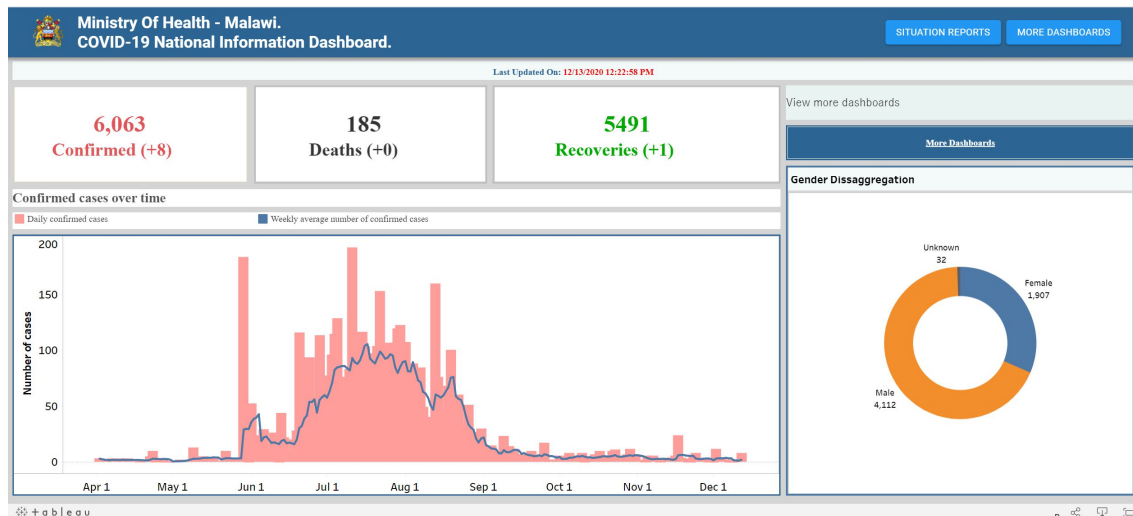 Ministry Of Health - Malawi.
COVID-19 National Information Dashboard.
SITUATION REPORTS
MORE DASHBOARDS
Last Updated On: 12/13/2020 12:22:58 PM
6,063
Confirmed (+8)
185
Deaths (+0)
5491
Recoveries (+1)
View more dashboards
More Dashboards
Confirmed cases over time
Daily confirmed cases
Weekly average number of confirmed cases
Number of cases
200
150
100
50
0
Apr 1
May 1
Jun 1
Jul 1
Aug 1
Sep 1
Oct 1
Nov 1
Dec 1
Gender Dissaggregation
Unknown
32
Female
1,907
Male
4,112
+ a b l e a u